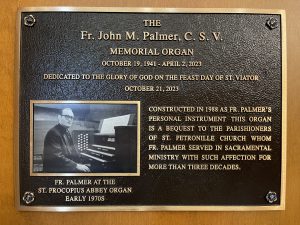 THE
Fr. John M. Palmer, C. S. V.
MEMORIAL ORGAN
OCTOBER 19, 1941 - APRIL 2, 2023
DEDICATED TO THE GLORY OF GOD ON THE FEAST DAY OF ST. VIATOR
OCTOBER 21, 2023
CONSTRUCTED IN 1988 AS FR. PALMER'S
PERSONAL INSTRUMENT THIS ORGAN
IS A BEQUEST TO THE PARISHIONERS
OF ST. PETRONILLE CHURCH WHOM
FR. PALMER SERVED IN SACRAMENTAL
MINISTRY WITH SUCH AFFECTION FOR
MORE THAN THREE DECADES.
FR. PALMER AT THE
ST. PROCOPIUS ABBEY ORGAN
EARLY 1970S